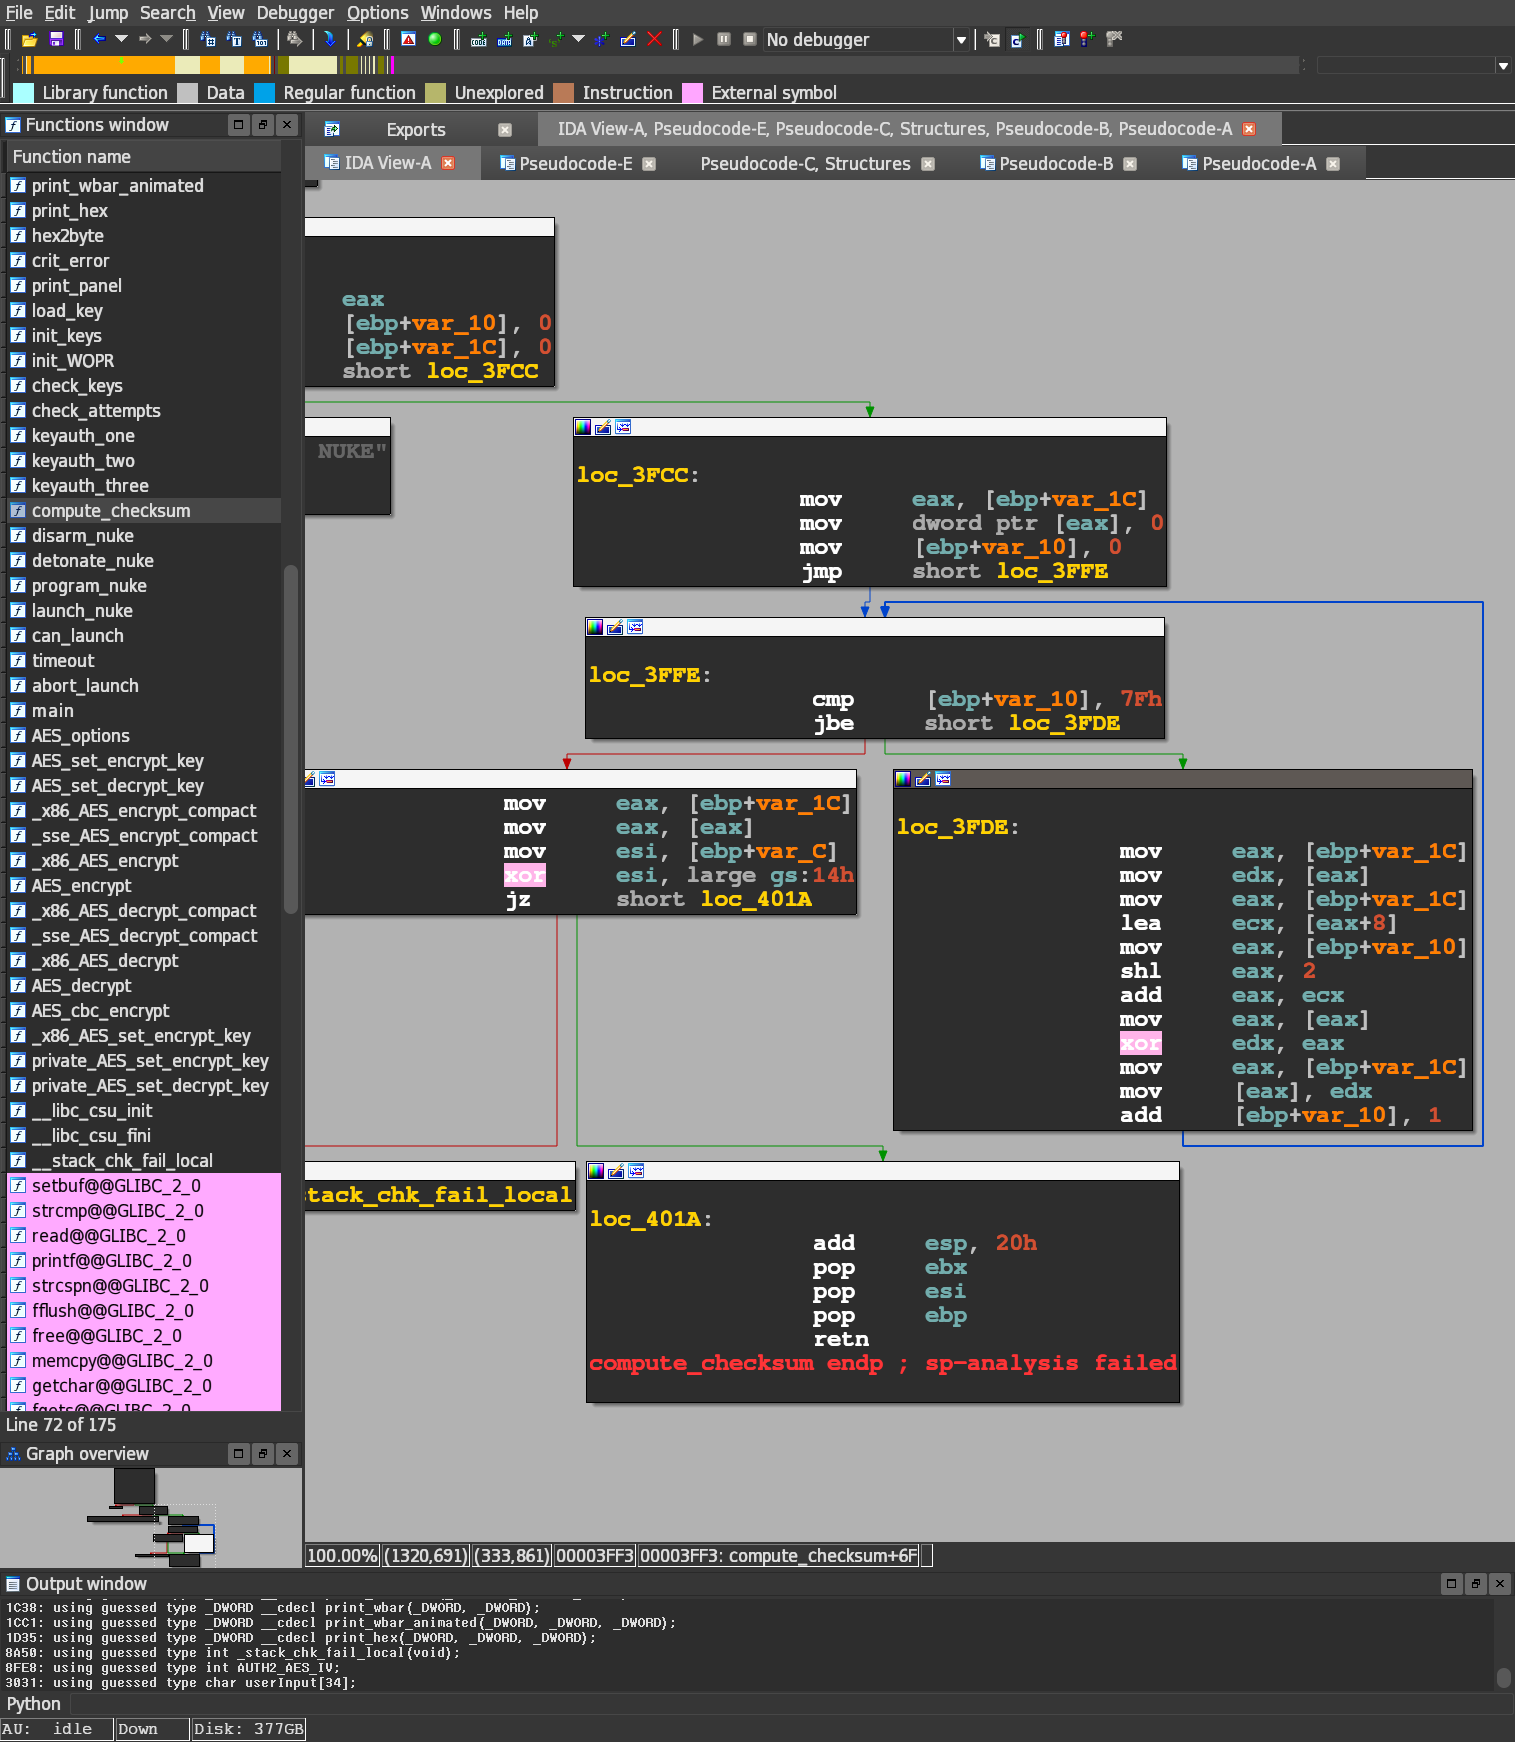 File Edit Jump Search View Debugger Options Windows Help
No debugger
Library function Data Regular function Unexplored Instruction External symbol
Functions window
Function name
print_wbar_animated
print_hex
hex2byte
crit_error
print_panel
load_key
init_keys
init_WOPR
check_keys
check_attempts
keyauth_one
keyauth_two
keyauth_three
compute_checksum
disarm_nuke
detonate_nuke
program_nuke
launch_nuke
can_launch
timeout
abort_launch
main
AES_options
AES_set_encrypt_key
AES_set_decrypt_key
_x86_AES_encrypt_compact
_sse_AES_encrypt_compact
_x86_AES_encrypt
AES_encrypt
_x86_AES_decrypt_compact
_sse_AES_decrypt_compact
_x86_AES_decrypt
AES_decrypt
AES_cbc_encrypt
_x86_AES_set_encrypt_key
private_AES_set_encrypt_key
private_AES_set_decrypt_key
__libc_csu_init
__libc_csu_fini
__stack_chk_fail_local
setbuf@@GLIBC_2_0
strcmp@@GLIBC_2_0
read@@GLIBC_2_0
printf@@GLIBC_2_0
strcspn@@GLIBC_2_0
fflush@@GLIBC_2_0
free@@GLIBC_2_0
memcpy@@GLIBC_2_0
getchar@@GLIBC_2_0
fgets@@GLIBC_2_0
Line 72 of 175
Graph overview
Exports
IDA View-A, Pseudocode-E, Pseudocode-C, Structures, Pseudocode-B, Pseudocode-A
IDA View-A Pseudocode-E Pseudocode-C, Structures Pseudocode-B Pseudocode-A
eax
[ebp+var_10], 0
[ebp+var_1C], 0
short loc_3FCC
NUKE"
loc_3FCC:
mov eax, [ebp+var_1C]
mov dword ptr [eax], 0
mov [ebp+var_10], 0
jmp short loc_3FFE
loc_3FFE:
cmp [ebp+var_10], 7Fh
jbe short loc_3FDE
mov eax, [ebp+var_1C]
mov eax, [eax]
mov esi, [ebp+var_C]
xor esi, large gs:14h
jz short loc_401A
loc_3FDE:
mov eax, [ebp+var_1C]
mov edx, [eax]
mov eax, [ebp+var_1C]
lea ecx, [eax+8]
mov eax, [ebp+var_10]
shl eax, 2
add eax, ecx
mov eax, [eax]
xor edx, eax
mov eax, [ebp+var_1C]
mov [eax], edx
add [ebp+var_10], 1
stack_chk_fail_local
loc_401A:
add esp, 20h
pop ebx
pop esi
pop ebp
retn
compute_checksum endp ; sp-analysis failed
100.00% (1320,691) (333,861) 00003FF3 00003FF3: compute_checksum+6F
Output window
1C38: using guessed type _DWORD __cdecl print_wbar(_DWORD, _DWORD);
1CC1: using guessed type _DWORD __cdecl print_wbar_animated(_DWORD, _DWORD, _DWORD);
1D35: using guessed type _DWORD __cdecl print_hex(_DWORD, _DWORD, _DWORD);
8A50: using guessed type int _stack_chk_fail_local(void);
8FE8: using guessed type int AUTH2_AES_IV;
3031: using guessed type char userInput[34];
Python
AU: idle Down Disk: 377GB